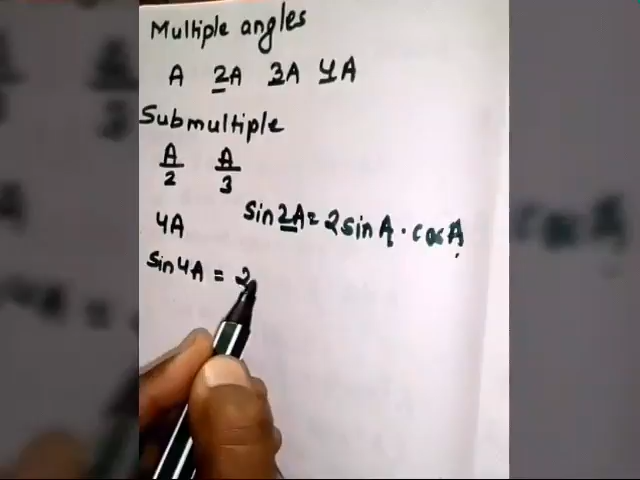 Multiple angles
A 2A 3A 4A
Submultiple
A/2 A/3
4A sin2A = 2sinA · cosA
sin4A = 2